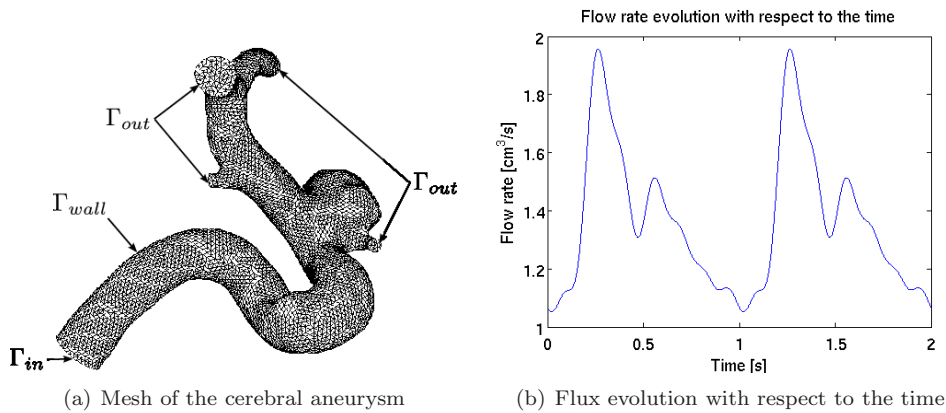 Γout
Γout
Γwall
Γin
(a) Mesh of the cerebral aneurysm
Flow rate evolution with respect to the time
Flow rate [cm³/s]
2
1.8
1.6
1.4
1.2
1
0
0.5
1
1.5
2
Time [s]
(b) Flux evolution with respect to the time